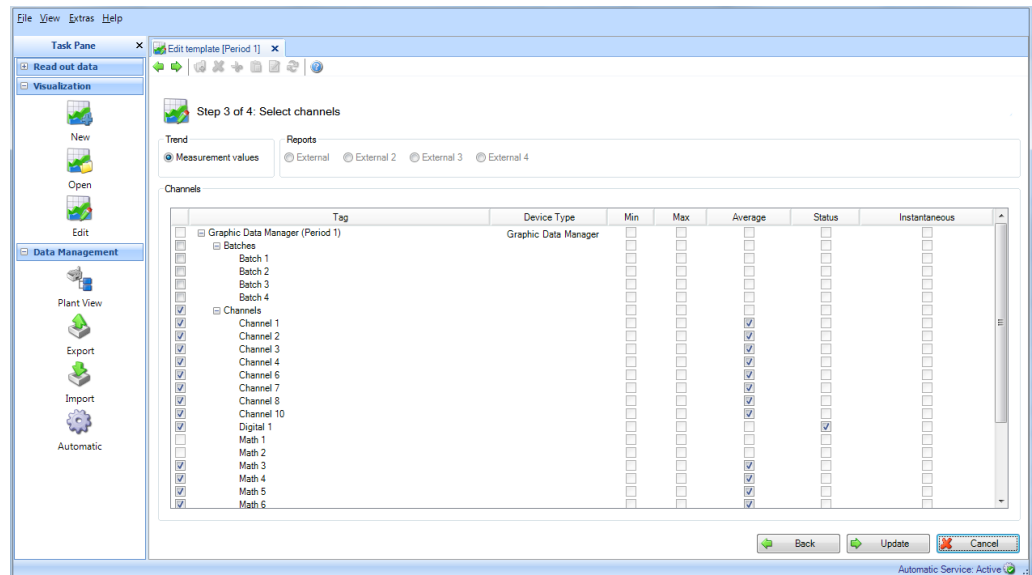 File View Extras Help
Task Pane
Edit template [Period 1]
Read out data
Visualization
New
Open
Edit
Data Management
Plant View
Export
Import
Automatic
Step 3 of 4: Select channels
Trend
Measurement values
Reports
External External 2 External 3 External 4
Channels
Tag Device Type Min Max Average Status Instantaneous
Graphic Data Manager (Period 1) Graphic Data Manager
Batches
Batch 1
Batch 2
Batch 3
Batch 4
Channels
Channel 1
Channel 2
Channel 3
Channel 4
Channel 6
Channel 7
Channel 8
Channel 10
Digital 1
Math 1
Math 2
Math 3
Math 4
Math 5
Math 6
Back Update Cancel
Automatic Service: Active